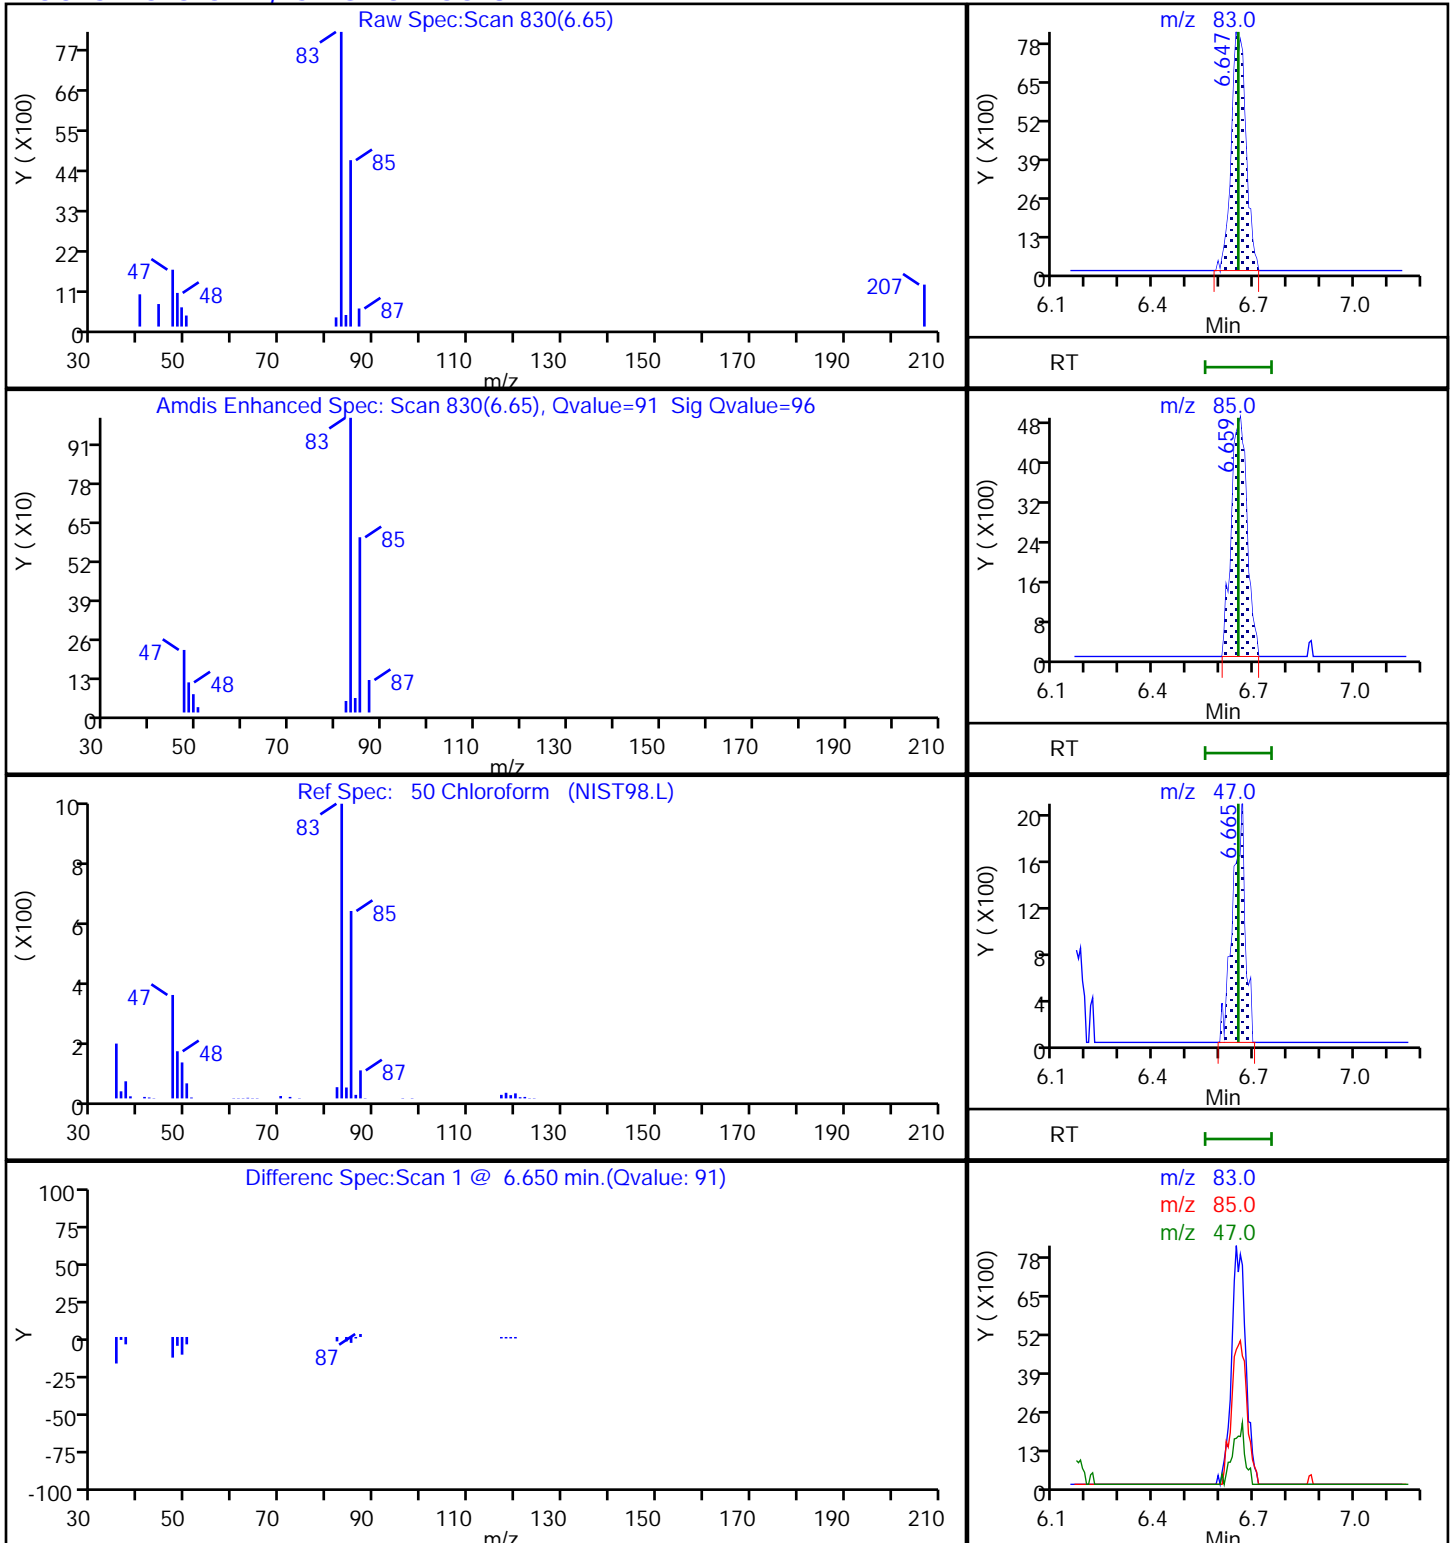 Raw Spec:Scan 830(6.65)
Y ( X100)
77
66
55
44
33
22
11
0
83
85
47
48
87
207
30 50 70 90 110 130 150 170 190 210
m/z
m/z 83.0
Y ( X100)
78
65
52
39
26
13
0
6.647
6.1 6.4 6.7 7.0
Min
RT
Amdis Enhanced Spec: Scan 830(6.65), Qvalue=91 Sig Qvalue=96
Y ( X10)
91
78
65
52
39
26
13
0
83
85
47
48
87
30 50 70 90 110 130 150 170 190 210
m/z
m/z 85.0
Y ( X100)
48
40
32
24
16
8
0
6.659
6.1 6.4 6.7 7.0
Min
RT
Ref Spec: 50 Chloroform (NIST98.L)
( X100)
10
8
6
4
2
0
83
85
47
48
87
30 50 70 90 110 130 150 170 190 210
m/z 47.0
Y ( X100)
20
16
12
8
4
0
6.665
6.1 6.4 6.7 7.0
Min
RT
Differenc Spec:Scan 1 @ 6.650 min.(Qvalue: 91)
Y
100
75
50
25
0
-25
-50
-75
-100
87
30 50 70 90 110 130 150 170 190 210
m/z
m/z 83.0
m/z 85.0
m/z 47.0
Y ( X100)
78
65
52
39
26
13
0
6.1 6.4 6.7 7.0
Min